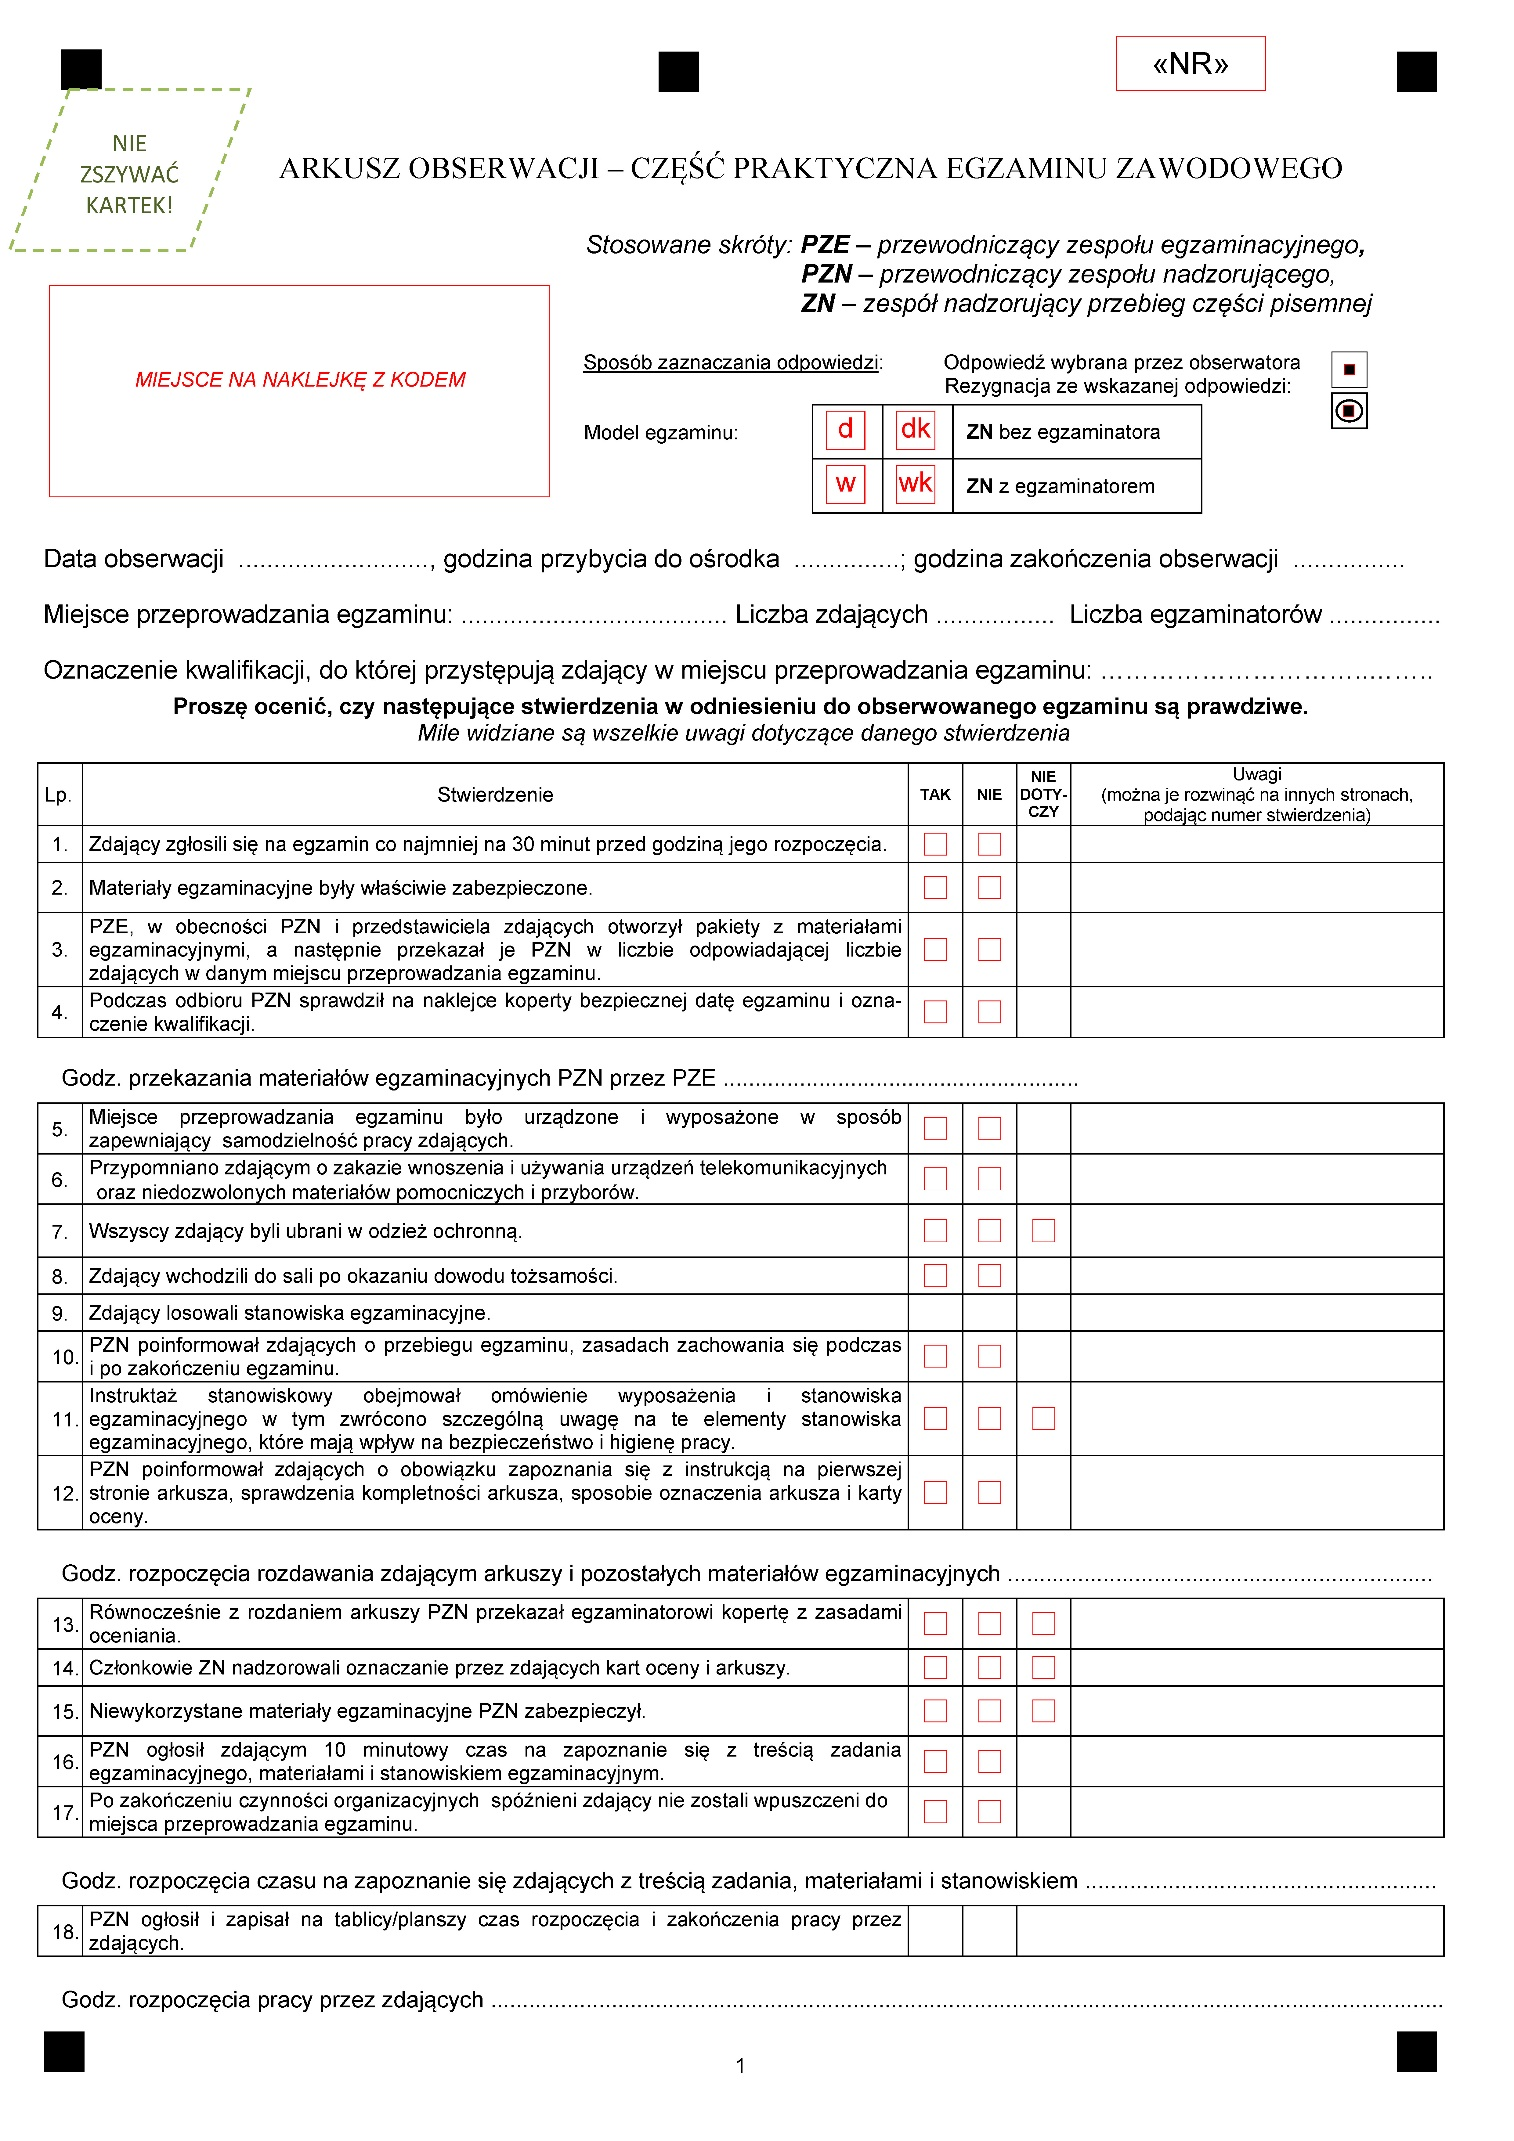 «NR»
NIE
ZSZYWAĆ
KARTEK!
ARKUSZ OBSERWACJI – CZĘŚĆ PRAKTYCZNA EGZAMINU ZAWODOWEGO
Stosowane skróty: PZE – przewodniczący zespołu egzaminacyjnego,
PZN – przewodniczący zespołu nadzorującego,
ZN – zespół nadzorujący przebieg części pisemnej
MIEJSCE NA NAKLEJKĘ Z KODEM
Sposób zaznaczania odpowiedzi: Odpowiedź wybrana przez obserwatora
Rezygnacja ze wskazanej odpowiedzi:
Model egzaminu: d dk ZN bez egzaminatora
w wk ZN z egzaminatorem
Data obserwacji ..........................., godzina przybycia do ośrodka ...............; godzina zakończenia obserwacji ................
Miejsce przeprowadzania egzaminu: ...................................... Liczba zdających ................. Liczba egzaminatorów ................
Oznaczenie kwalifikacji, do której przystępują zdający w miejscu przeprowadzania egzaminu: …………………………..……..
Proszę ocenić, czy następujące stwierdzenia w odniesieniu do obserwowanego egzaminu są prawdziwe.
Mile widziane są wszelkie uwagi dotyczące danego stwierdzenia
Lp. Stwierdzenie TAK NIE NIE DOTY-CZY Uwagi
(można je rozwinąć na innych stronach,
podając numer stwierdzenia)
1. Zdający zgłosili się na egzamin co najmniej na 30 minut przed godziną jego rozpoczęcia.
2. Materiały egzaminacyjne były właściwie zabezpieczone.
3. PZE, w obecności PZN i przedstawiciela zdających otworzył pakiety z materiałami
egzaminacyjnymi, a następnie przekazał je PZN w liczbie odpowiadającej liczbie
zdających w danym miejscu przeprowadzania egzaminu.
4. Podczas odbioru PZN sprawdził na naklejce koperty bezpiecznej datę egzaminu i ozna-
czenie kwalifikacji.
Godz. przekazania materiałów egzaminacyjnych PZN przez PZE ........................................................
5. Miejsce przeprowadzania egzaminu było urządzone i wyposażone w sposób
zapewniający samodzielność pracy zdających.
6. Przypomniano zdającym o zakazie wnoszenia i używania urządzeń telekomunikacyjnych
oraz niedozwolonych materiałów pomocniczych i przyborów.
7. Wszyscy zdający byli ubrani w odzież ochronną.
8. Zdający wchodzili do sali po okazaniu dowodu tożsamości.
9. Zdający losowali stanowiska egzaminacyjne.
10. PZN poinformował zdających o przebiegu egzaminu, zasadach zachowania się podczas
i po zakończeniu egzaminu.
11. Instruktaż stanowiskowy obejmował omówienie wyposażenia i stanowiska
egzaminacyjnego w tym zwrócono szczególną uwagę na te elementy stanowiska
egzaminacyjnego, które mają wpływ na bezpieczeństwo i higienę pracy.
12. PZN poinformował zdających o obowiązku zapoznania się z instrukcją na pierwszej
stronie arkusza, sprawdzenia kompletności arkusza, sposobie oznaczenia arkusza i karty
oceny.
Godz. rozpoczęcia rozdawania zdającym arkuszy i pozostałych materiałów egzaminacyjnych ...................................................................
13. Równocześnie z rozdaniem arkuszy PZN przekazał egzaminatorowi kopertę z zasadami
oceniania.
14. Członkowie ZN nadzorowali oznaczanie przez zdających kart oceny i arkuszy.
15. Niewykorzystane materiały egzaminacyjne PZN zabezpieczył.
16. PZN ogłosił zdającym 10 minutowy czas na zapoznanie się z treścią zadania
egzaminacyjnego, materiałami i stanowiskiem egzaminacyjnym.
17. Po zakończeniu czynności organizacyjnych spóźnieni zdający nie zostali wpuszczeni do
miejsca przeprowadzania egzaminu.
Godz. rozpoczęcia czasu na zapoznanie się zdających z treścią zadania, materiałami i stanowiskiem .......................................................
18. PZN ogłosił i zapisał na tablicy/planszy czas rozpoczęcia i zakończenia pracy przez
zdających.
Godz. rozpoczęcia pracy przez zdających ......................................................................................................................................................
1